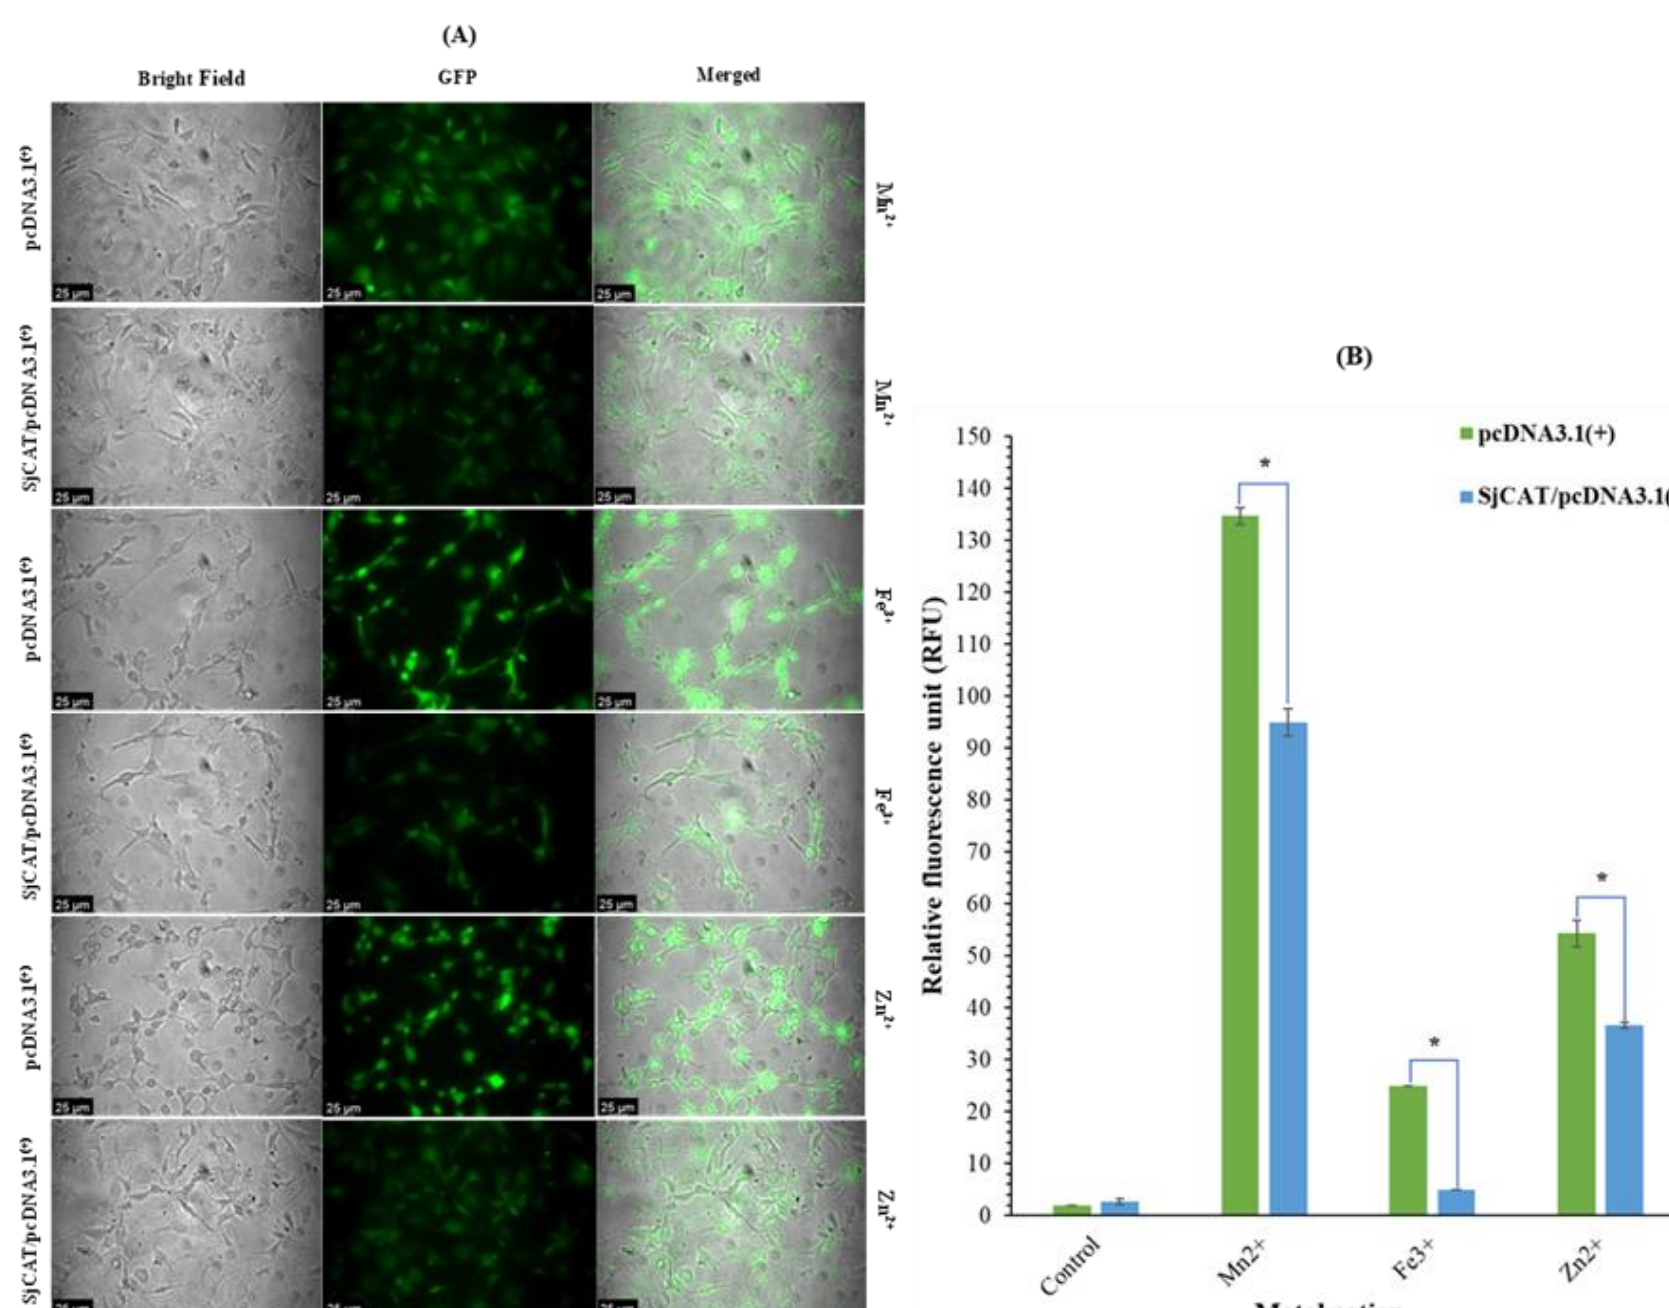 (A)
Bright Field GFP Merged
pcDNA3.1(+) Mn2+
25 µm 25 µm
SjCAT/pcDNA3.1(+) Mn2+
25 µm 25 µm 25 µm
pcDNA3.1(+) Fe3+
25 µm 25 µm 25 µm
SjCAT/pcDNA3.1(+) Fe3+
25 µm 25 µm 25 µm
pcDNA3.1(+) Zn2+
25 µm 25 µm 25 µm
SjCAT/pcDNA3.1(+) Zn2+
(B)
pcDNA3.1(+)
SjCAT/pcDNA3.1(
Relative fluorescence unit (RFU)
150
140
130
120
110
100
90
80
70
60
50
40
30
20
10
0
*
*
*
Control Mn2+ Fe3+ Zn2+